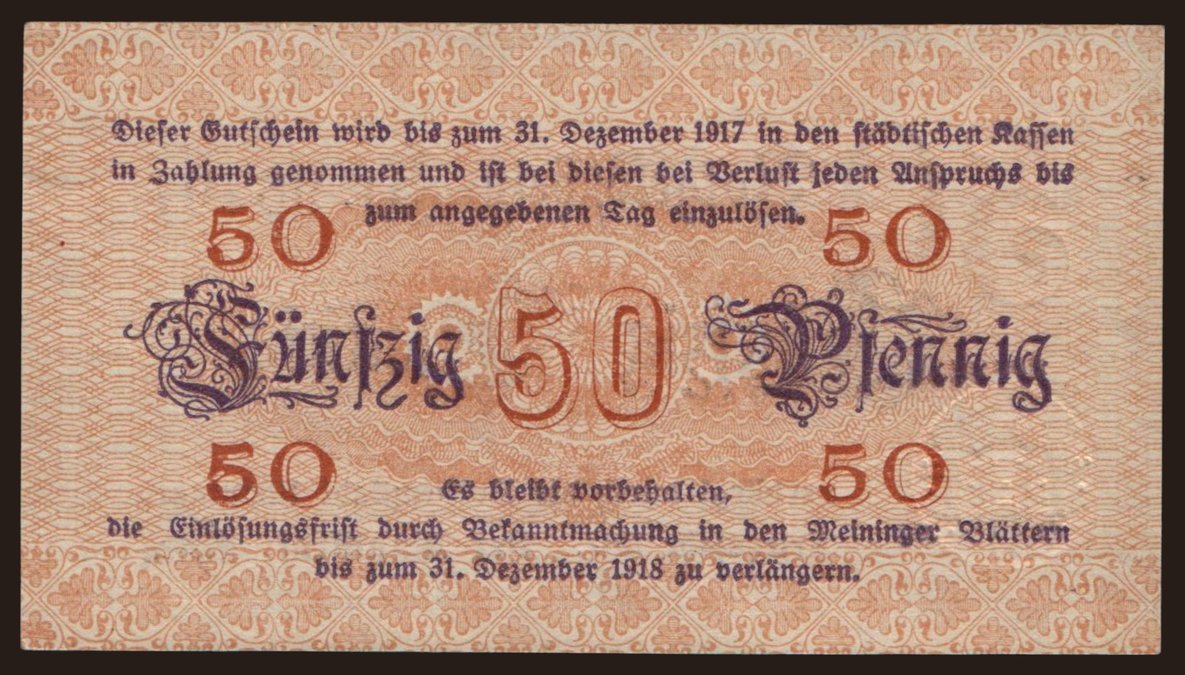 Dieser Gutschein wird bis zum 31. Dezember 1917 in den städtischen Kassen
in Zahlung genommen und ist bei diesen bei Verlust jeden Anspruchs bis
zum angegebenen Tag einzulösen.
50 50
Fünfzig 50 Pfennig
50 50
Es bleibt vorbehalten,
die Einlösungsfrist durch Bekanntmachung in den Meininger Blättern
bis zum 31. Dezember 1918 zu verlängern.